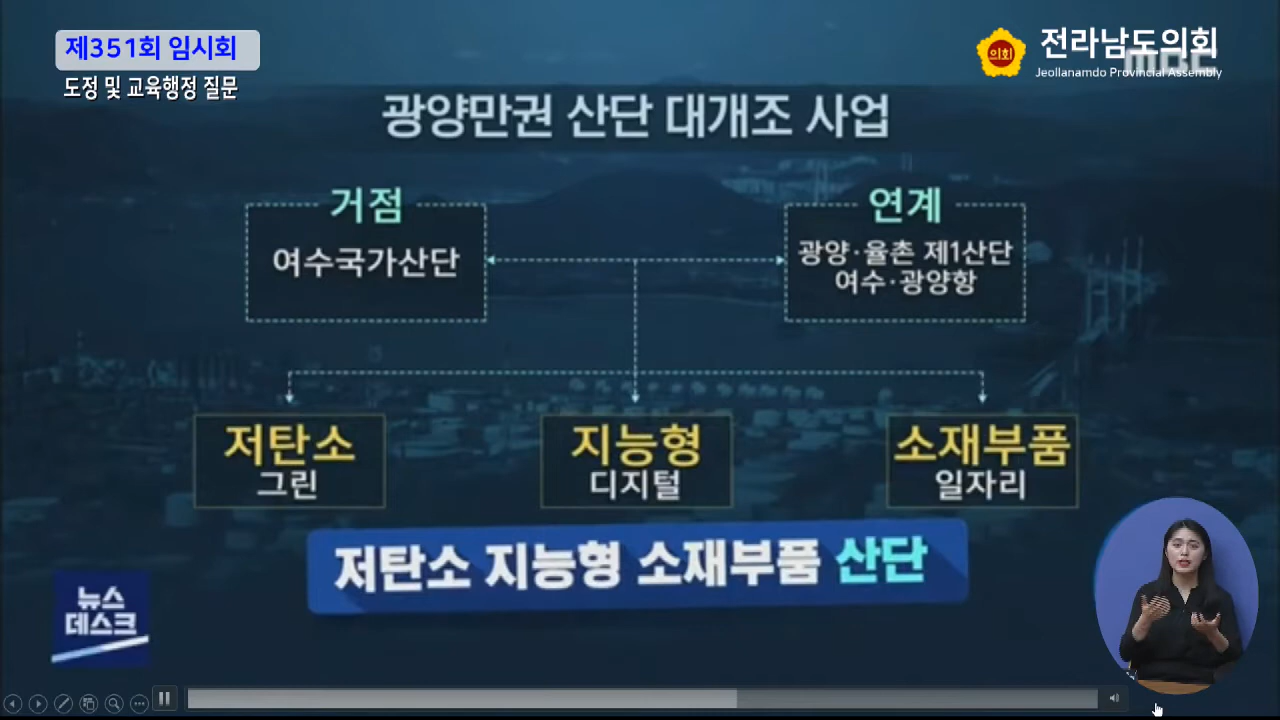 제351회 임시회
도정 및 교육행정 질문
의회
전라남도의회
MBC
Jeollanamdo Provincial Assembly
광양만권 산단 대개조 사업
거점
여수국가산단
연계
광양·율촌 제1산단
여수·광양항
저탄소
그린
지능형
디지털
소재부품
일자리
저탄소 지능형 소재부품 산단
뉴스
데스크